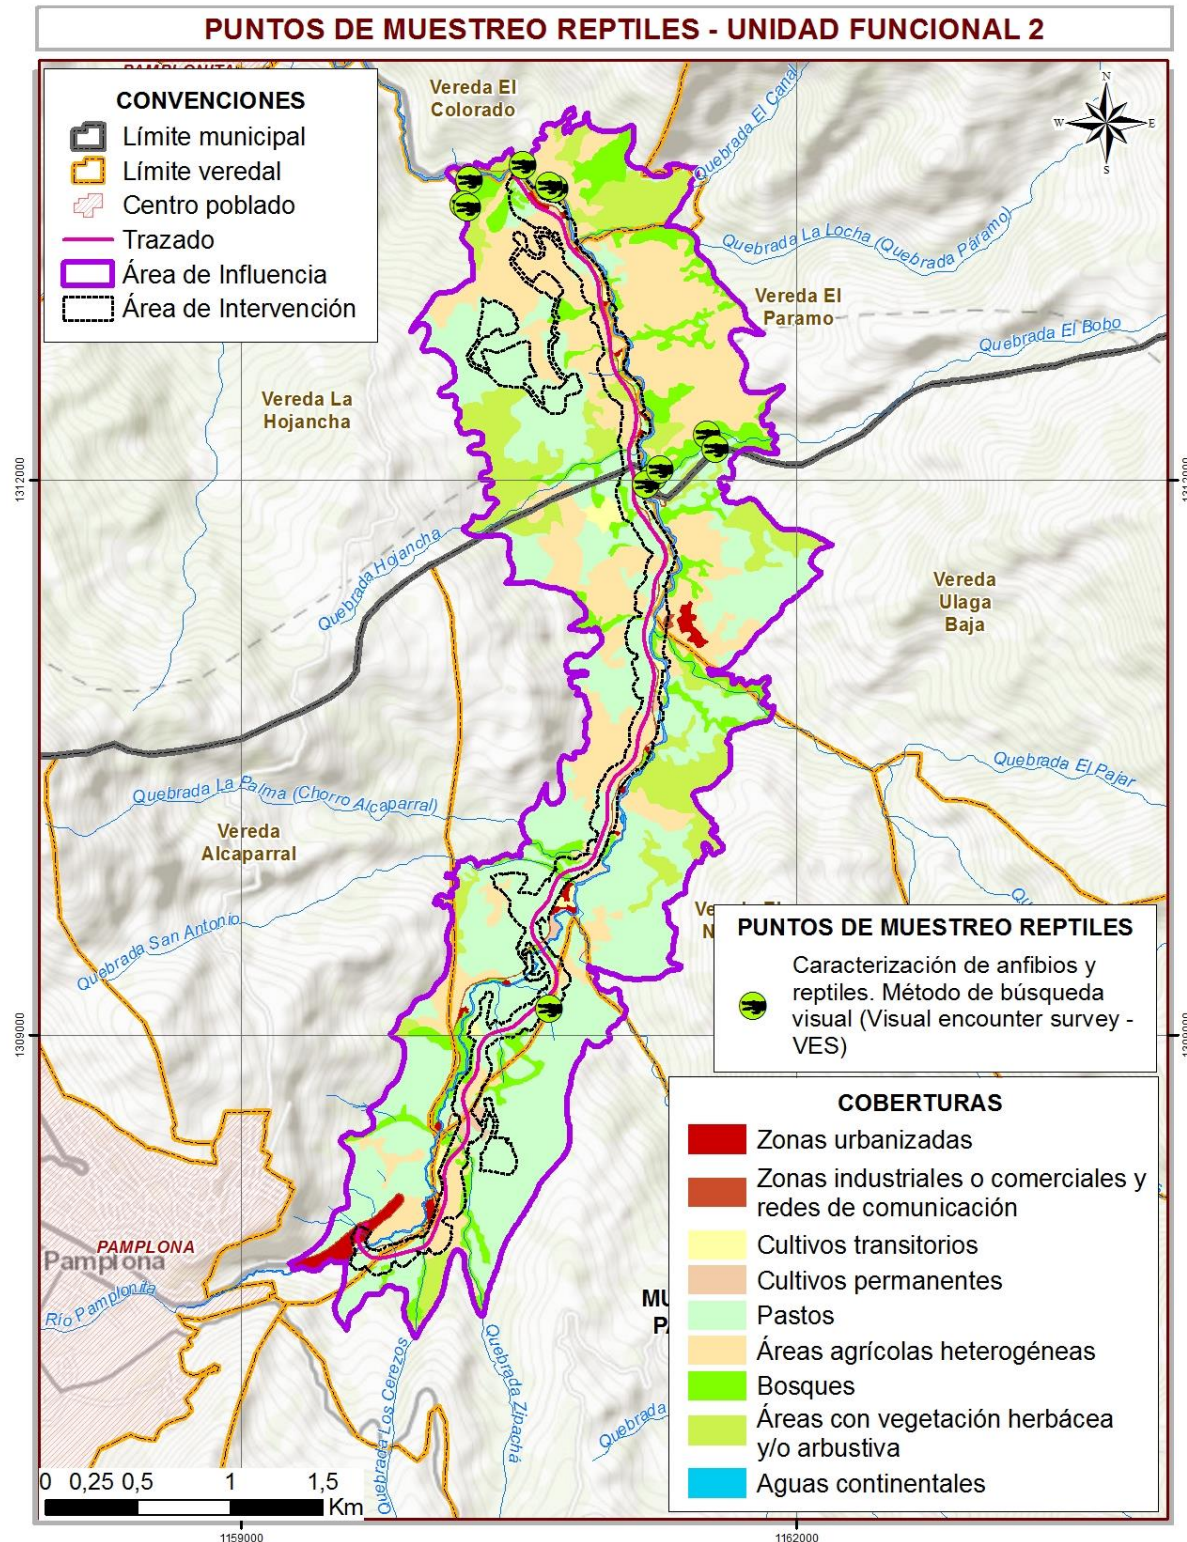 PUNTOS DE MUESTREO REPTILES - UNIDAD FUNCIONAL 2
PAMPLONITA
CONVENCIONES
Límite municipal
Límite veredal
Centro poblado
Trazado
Área de Influencia
Área de Intervención
Vereda El
Colorado
Quebrada El Canal
N
W
E
S
Quebrada La Locha (Quebrada Páramo)
Vereda El
Paramo
Quebrada El Bobo
Vereda La
Hojancha
1312000
1312000
Quebrada Hojancha
Vereda
Ulaga
Baja
Quebrada El Pajar
Quebrada La Palma (Chorro Alcaparral)
Vereda
Alcaparral
Quebrada San Antonio
PUNTOS DE MUESTREO REPTILES
Caracterización de anfibios y
reptiles. Método de búsqueda
visual (Visual encounter survey -
VES)
1309000
1309000
COBERTURAS
Zonas urbanizadas
Zonas industriales o comerciales y
redes de comunicación
Cultivos transitorios
Cultivos permanentes
Pastos
Áreas agrícolas heterogéneas
Bosques
Áreas con vegetación herbácea
y/o arbustiva
Aguas continentales
PAMPLONA
Pamplona
Río Pamplonita
Quebrada Los Cerezos
Quebrada Zipachá
Quebrada
0 0,25 0,5 1 1,5
Km
1159000
1162000